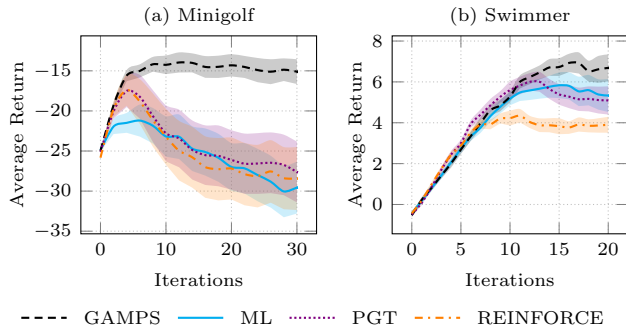 (a) Minigolf
(b) Swimmer
Average Return
−15
−20
−25
−30
−35
0
10
20
30
Iterations
Average Return
8
6
4
2
0
0
5
10
15
20
Iterations
GAMPS
ML
PGT
REINFORCE